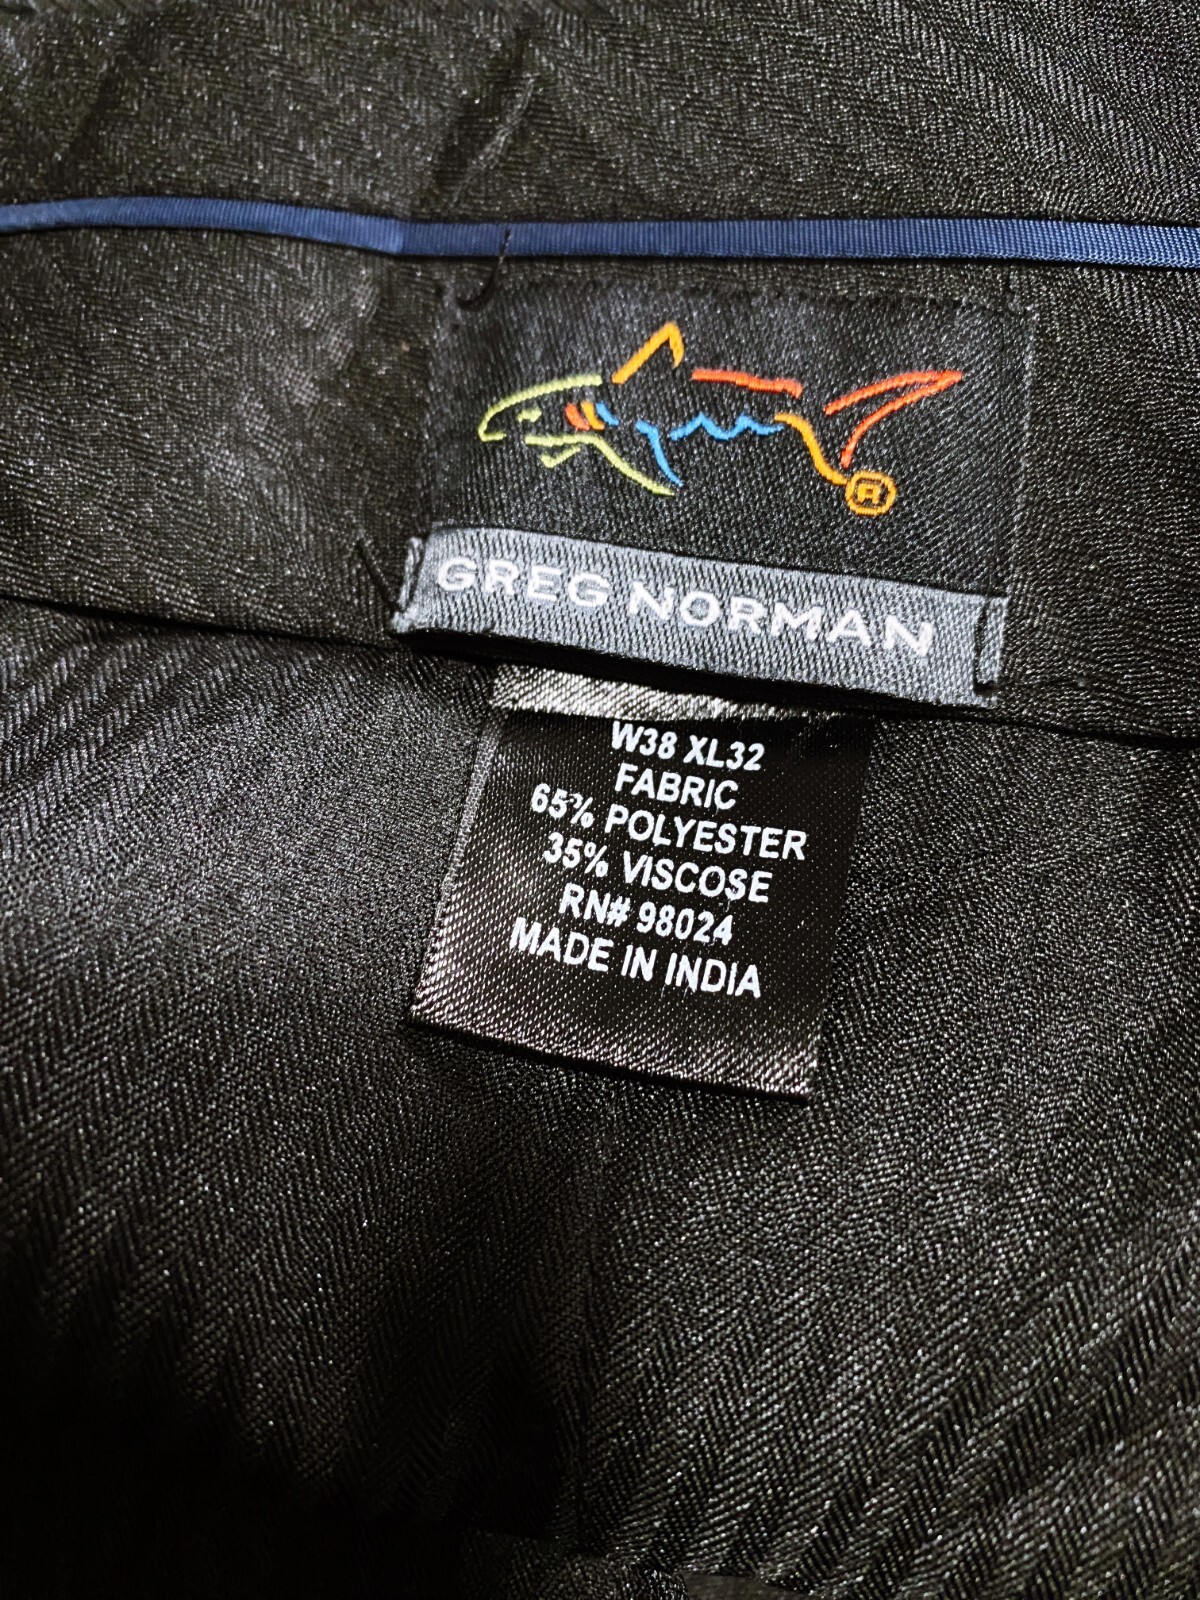 ®
GREG NORMAN
W38 XL32
FABRIC
65% POLYESTER
35% VISCOSE
RN# 98024
MADE IN INDIA